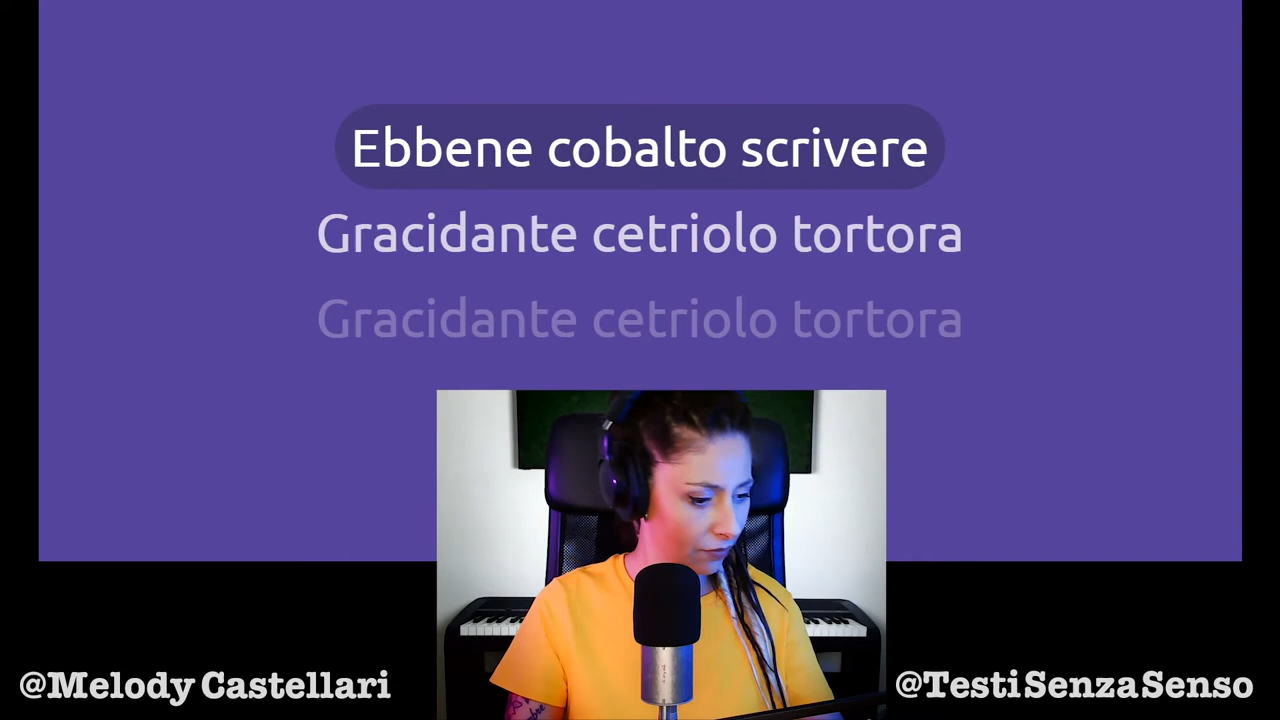 Ebbene cobalto scrivere
Gracidante cetriolo tortora
Gracidante cetriolo tortora
@Melody Castellari
@TestiSenzaSenso